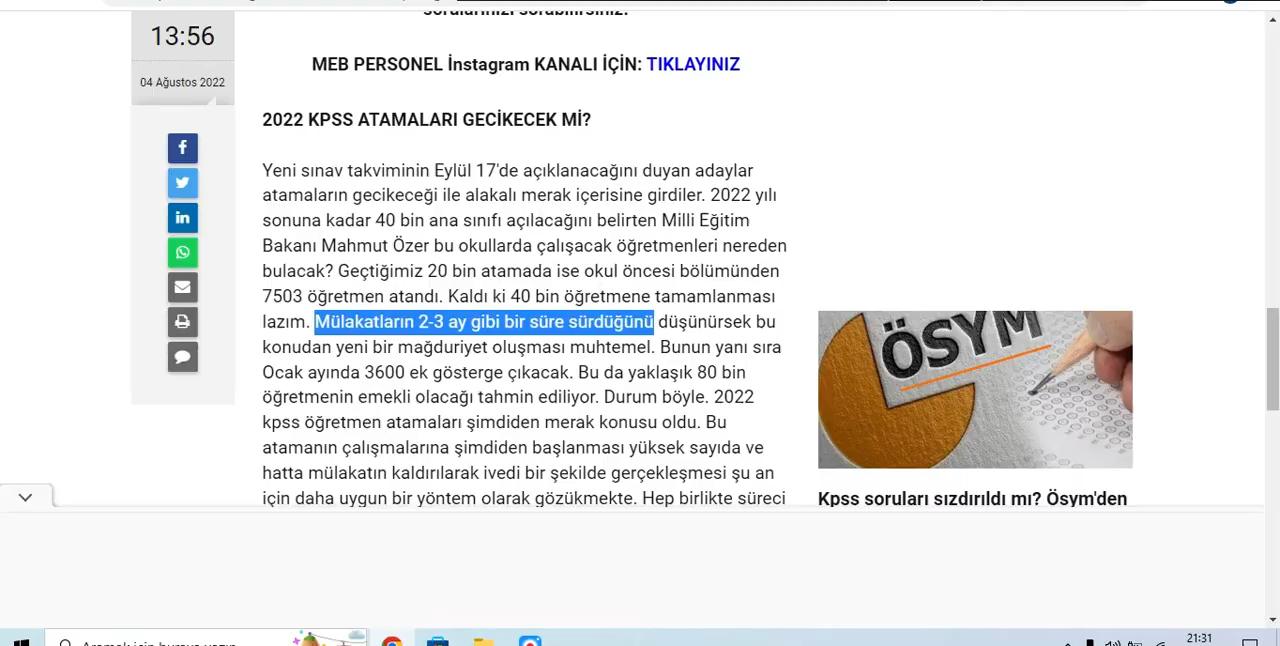 sorularınızı sorabilirsiniz.
13:56
04 Ağustos 2022
MEB PERSONEL İnstagram KANALI İÇİN: TIKLAYINIZ
2022 KPSS ATAMALARI GECİKECEK Mİ?
Yeni sınav takviminin Eylül 17'de açıklanacağını duyan adaylar
atamaların gecikeceği ile alakalı merak içerisine girdiler. 2022 yılı
sonuna kadar 40 bin ana sınıfı açılacağını belirten Milli Eğitim
Bakanı Mahmut Özer bu okullarda çalışacak öğretmenleri nereden
bulacak? Geçtiğimiz 20 bin atamada ise okul öncesi bölümünden
7503 öğretmen atandı. Kaldı ki 40 bin öğretmene tamamlanması
lazım. Mülakatların 2-3 ay gibi bir süre sürdüğünü düşünürsek bu
konudan yeni bir mağduriyet oluşması muhtemel. Bunun yanı sıra
Ocak ayında 3600 ek gösterge çıkacak. Bu da yaklaşık 80 bin
öğretmenin emekli olacağı tahmin ediliyor. Durum böyle. 2022
kpss öğretmen atamaları şimdiden merak konusu oldu. Bu
atamanın çalışmalarına şimdiden başlanması yüksek sayıda ve
hatta mülakatın kaldırılarak ivedi bir şekilde gerçekleşmesi şu an
için daha uygun bir yöntem olarak gözükmekte. Hep birlikte süreci
ÖSYM
Kpss soruları sızdırıldı mı? Ösym'den
Aramak için buraya yazın
21:31